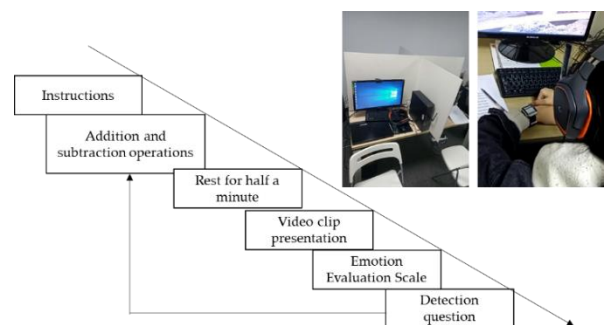 Instructions
Addition and
subtraction operations
Rest for half a
minute
Video clip
presentation
Emotion
Evaluation Scale
Detection
question